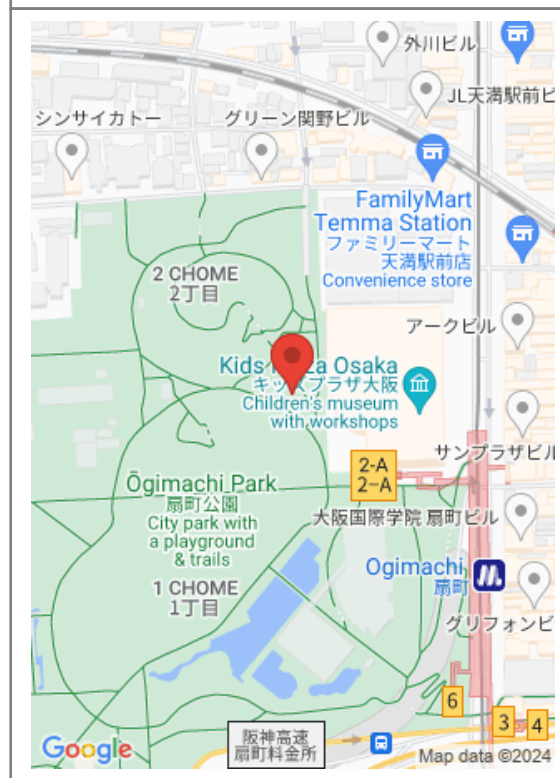 外川ビル
JL天満駅前ビ
シンサイカトー
グリーン関野ビル
FamilyMart
Temma Station
ファミリーマート
天満駅前店
Convenience store
2 CHOME
2丁目
アークビル
Kids
za Osaka
キッズプラザ大阪
Children's museum
with workshops
サンプラザビル
2-A
2−A
Ōgimachi Park
扇町公園
City park with
a playground
& trails
大阪国際学院 扇町ビル
Ogimachi
扇町
1 CHOME
1丁目
グリフォンビ
6
3
4
阪神高速
扇町料金所
Google
Map data ©2024